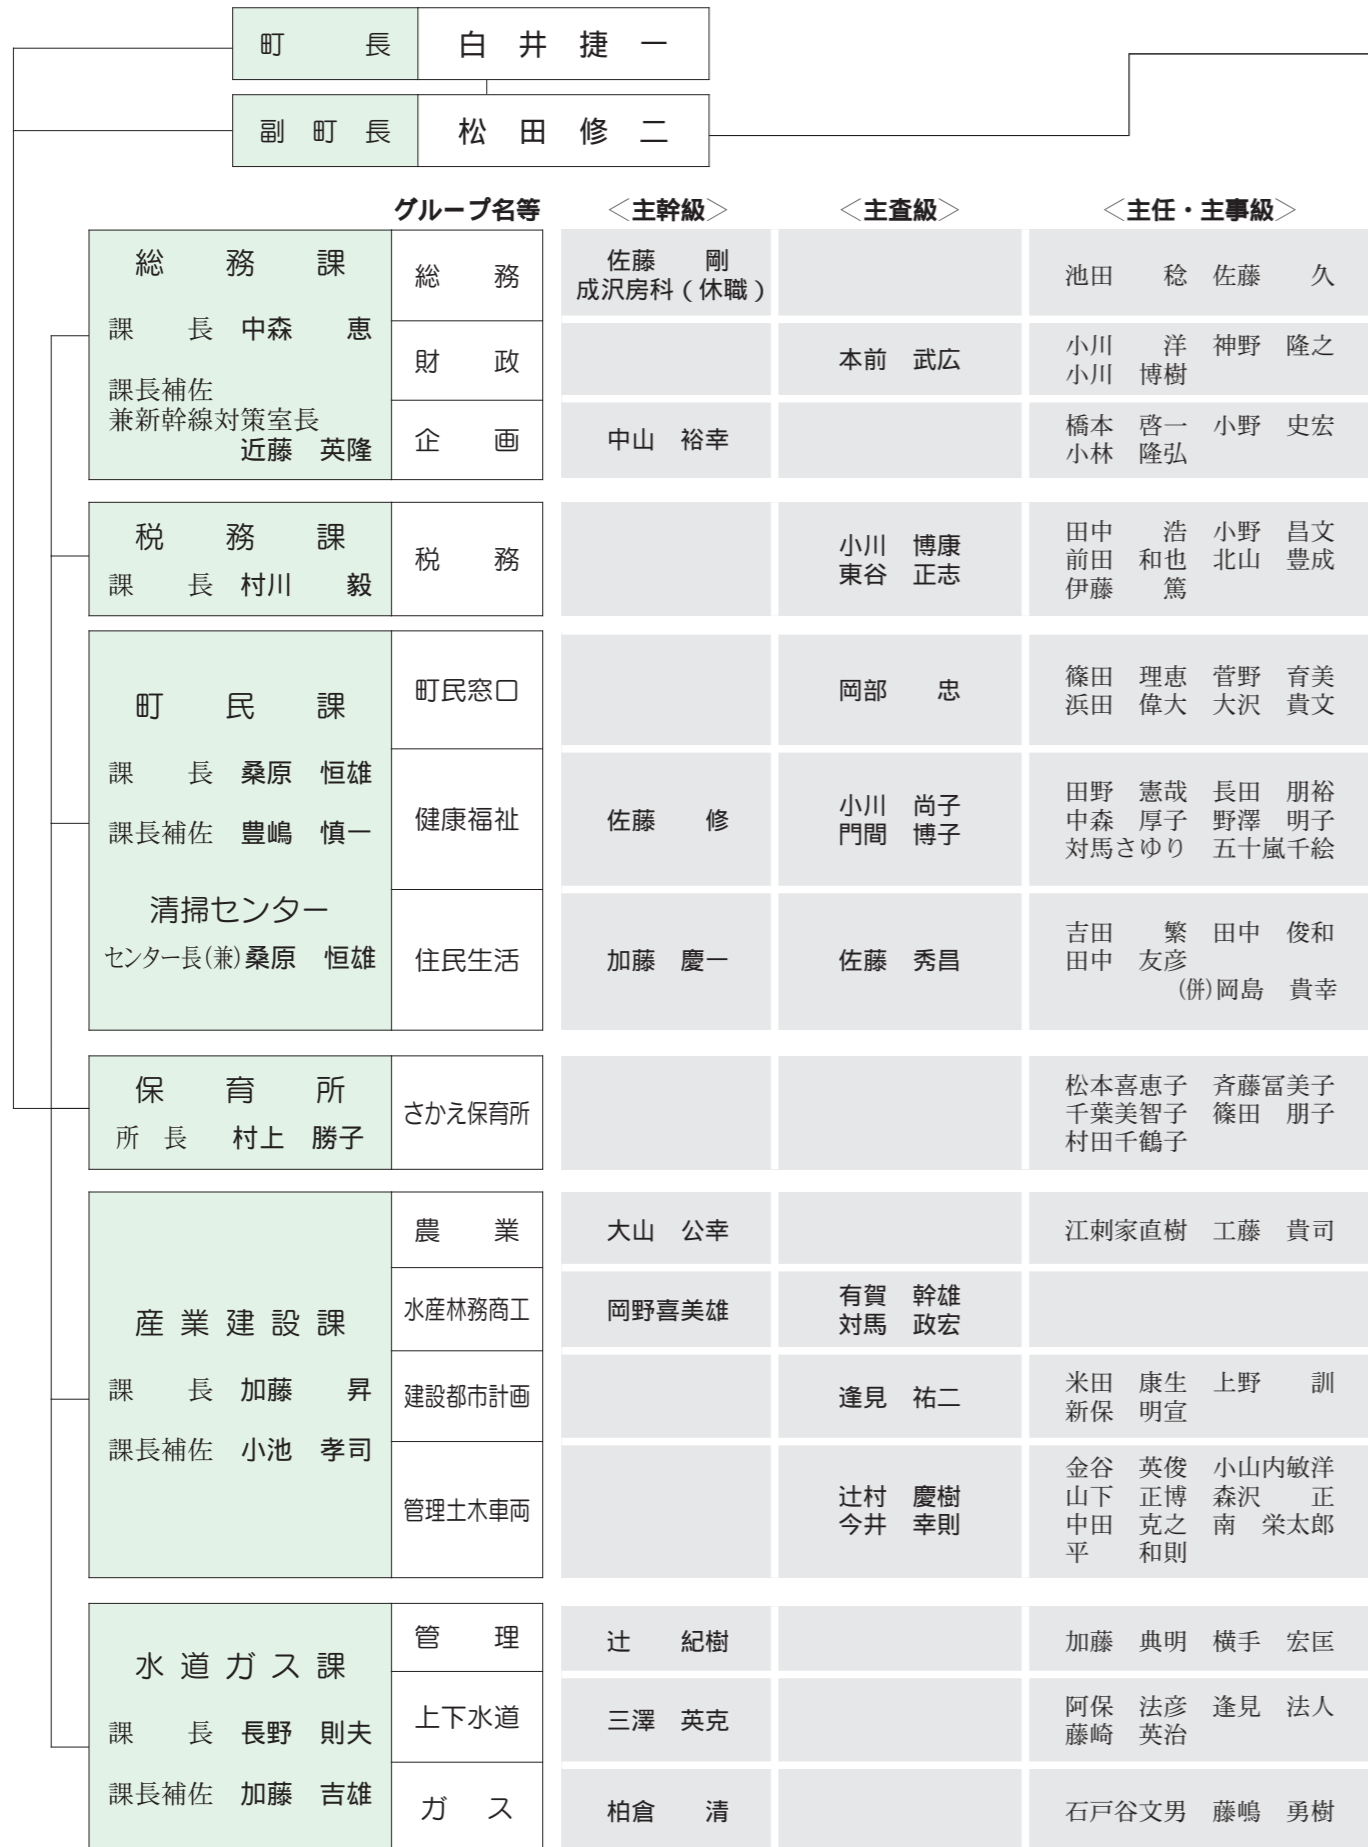 町　長　白井捷一
副町長　松田修二
グループ名等　＜主幹級＞　＜主査級＞　＜主任・主事級＞
総務課
課　長　中森　恵
課長補佐
兼新幹線対策室長
近藤　英隆
総　務
佐藤　剛
成沢房科（休職）
池田　稔　佐藤　久
財　政
本前　武広
小川　洋　神野　隆之
小川　博樹
企　画
中山　裕幸
橋本　啓一　小野　史宏
小林　隆弘
税務課
課　長　村川　毅
税　務
小川　博康
東谷　正志
田中　浩　小野　昌文
前田　和也　北山　豊成
伊藤　篤
町民課
課　長　桑原　恒雄
課長補佐　豊嶋　慎一
清掃センター
センター長(兼)桑原　恒雄
町民窓口
岡部　忠
篠田　理恵　菅野　育美
浜田　偉大　大沢　貴文
健康福祉
佐藤　修
小川　尚子
門間　博子
田野　憲哉　長田　朋裕
中森　厚子　野澤　明子
対馬さゆり　五十嵐千絵
住民生活
加藤　慶一
佐藤　秀昌
吉田　繁　田中　俊和
田中　友彦
(併)岡島　貴幸
保育所
所　長　村上　勝子
さかえ保育所
松本喜恵子　斉藤冨美子
千葉美智子　篠田　朋子
村田千鶴子
産業建設課
課　長　加藤　昇
課長補佐　小池　孝司
農　業
大山　公幸
江刺家直樹　工藤　貴司
水産林務商工
岡野喜美雄
有賀　幹雄
対馬　政宏
建設都市計画
逢見　祐二
米田　康生　上野　訓
新保　明宣
管理土木車両
辻村　慶樹
今井　幸則
金谷　英俊　小山内敏洋
山下　正博　森沢　正
中田　克之　南　栄太郎
平　和則
水道ガス課
課　長　長野　則夫
課長補佐　加藤　吉雄
管　理
辻　紀樹
加藤　典明　横手　宏匡
上下水道
三澤　英克
阿保　法彦　逢見　法人
藤崎　英治
ガ　ス
柏倉　清
石戸谷文男　藤嶋　勇樹